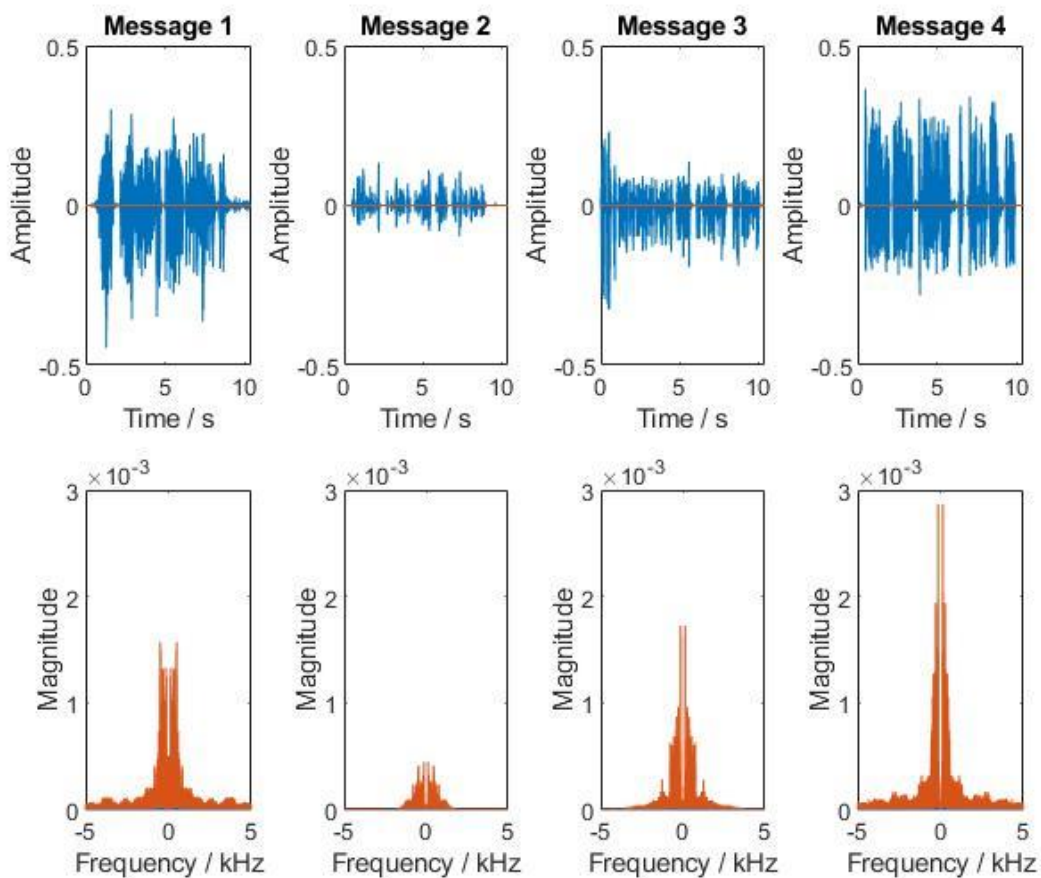 Message 1 Message 2 Message 3 Message 4
0.5 0.5 0.5 0.5
Amplitude Amplitude Amplitude Amplitude
0 0 0 0
-0.5 -0.5 -0.5 -0.5
0 5 10 0 5 10 0 5 10 0 5 10
Time / s Time / s Time / s Time / s
×10⁻³ ×10⁻³ ×10⁻³ ×10⁻³
3 3 3 3
2 2 2 2
Magnitude Magnitude Magnitude Magnitude
1 1 1 1
0 0 0 0
-5 0 5 -5 0 5 -5 0 5 -5 0 5
Frequency / kHz Frequency / kHz Frequency / kHz Frequency / kHz